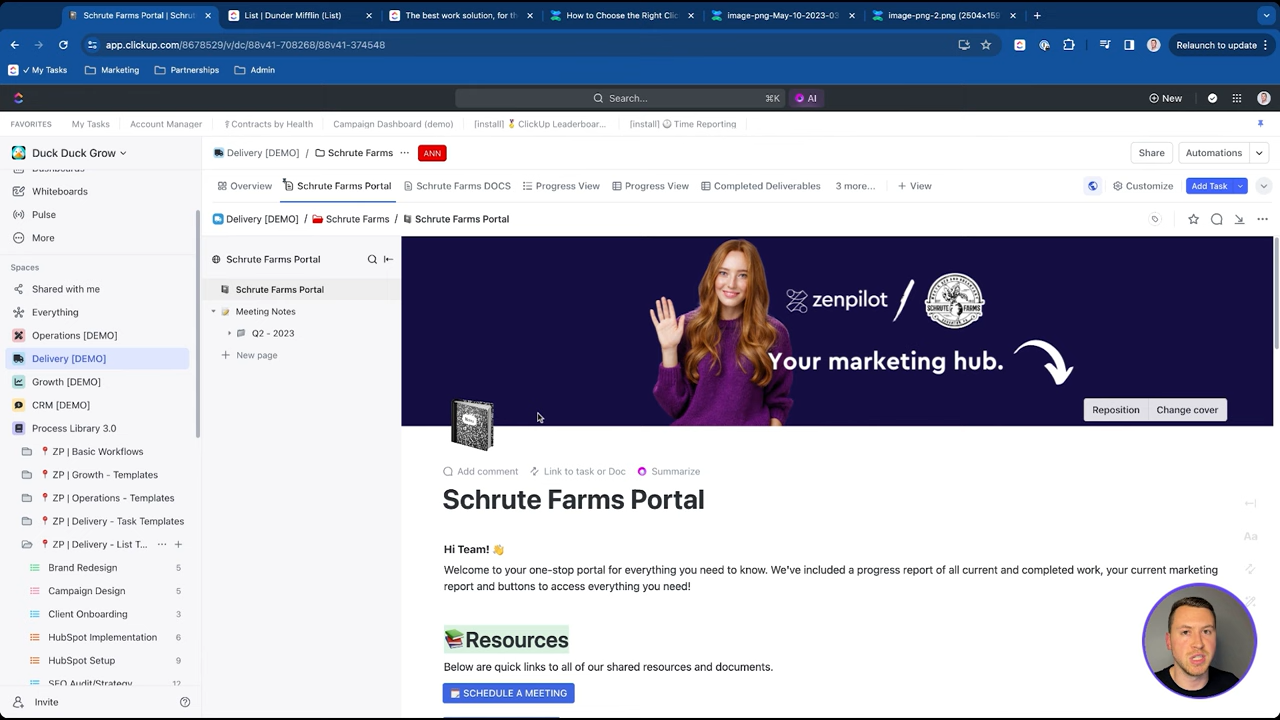 Schrute Farms Portal | Schrut
List | Dunder Mifflin (List)
The best work solution, for th
How to Choose the Right Clic
image-png-May-10-2023-03
image-png-2.png (2504×159
app.clickup.com/8678529/v/dc/88v41-708268/88v41-374548
Relaunch to update
✓ My Tasks
Marketing
Partnerships
Admin
Search...
⌘K
AI
New
FAVORITES
My Tasks
Account Manager
Contracts by Health
Campaign Dashboard (demo)
[install] 🏅 ClickUp Leaderboar...
[install] Time Reporting
Duck Duck Grow
Delivery [DEMO] / Schrute Farms ... ANN
Share
Automations
Dashboards
Whiteboards
Pulse
More
Spaces
Shared with me
Everything
Operations [DEMO]
Delivery [DEMO]
Growth [DEMO]
CRM [DEMO]
Process Library 3.0
ZP | Basic Workflows
ZP | Growth - Templates
ZP | Operations - Templates
ZP | Delivery - Task Templates
ZP | Delivery - List T...
Brand Redesign 5
Campaign Design 5
Client Onboarding 3
HubSpot Implementation 6
HubSpot Setup 9
SEO Audit/Strategy 12
Invite
Overview
Schrute Farms Portal
Schrute Farms DOCS
Progress View
Progress View
Completed Deliverables
3 more...
+ View
Customize
Add Task
Delivery [DEMO] / Schrute Farms / Schrute Farms Portal
Schrute Farms Portal
Schrute Farms Portal
Meeting Notes
Q2 - 2023
New page
zenpilot / SCHRUTE FARMS
Your marketing hub.
Reposition
Change cover
Add comment
Link to task or Doc
Summarize
Schrute Farms Portal
Hi Team! 👋
Welcome to your one-stop portal for everything you need to know. We've included a progress report of all current and completed work, your current marketing
report and buttons to access everything you need!
📚Resources
Below are quick links to all of our shared resources and documents.
SCHEDULE A MEETING
Aa